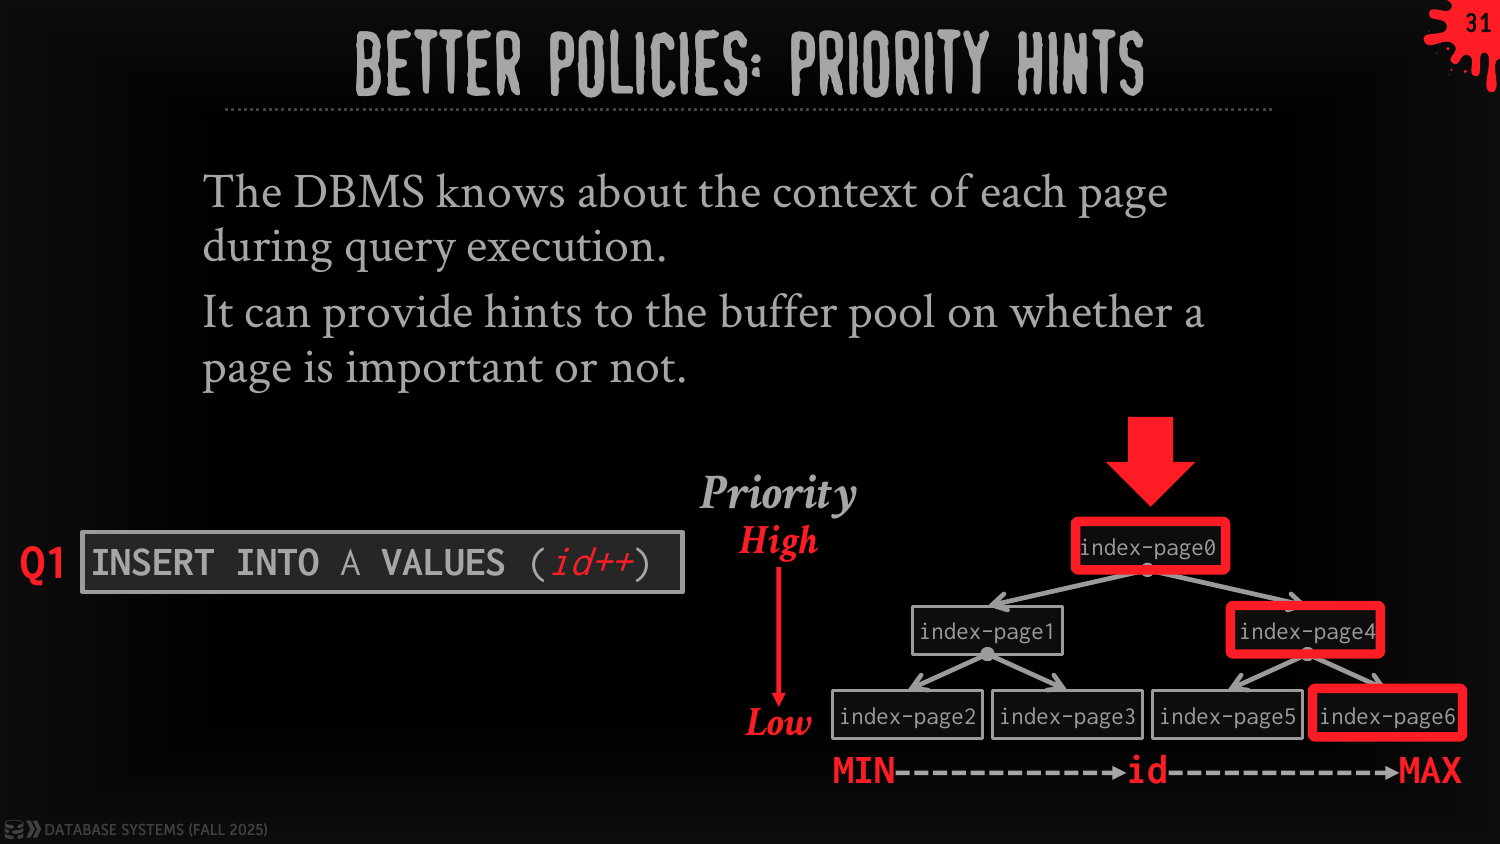 31
BETTER POLICIES: PRIORITY HINTS
The DBMS knows about the context of each page
during query execution.
It can provide hints to the buffer pool on whether a
page is important or not.
Q1 INSERT INTO A VALUES (id++)
Priority
High
Low
index-page0
index-page1
index-page4
index-page2
index-page3
index-page5
index-page6
MIN id MAX
DATABASE SYSTEMS (FALL 2025)